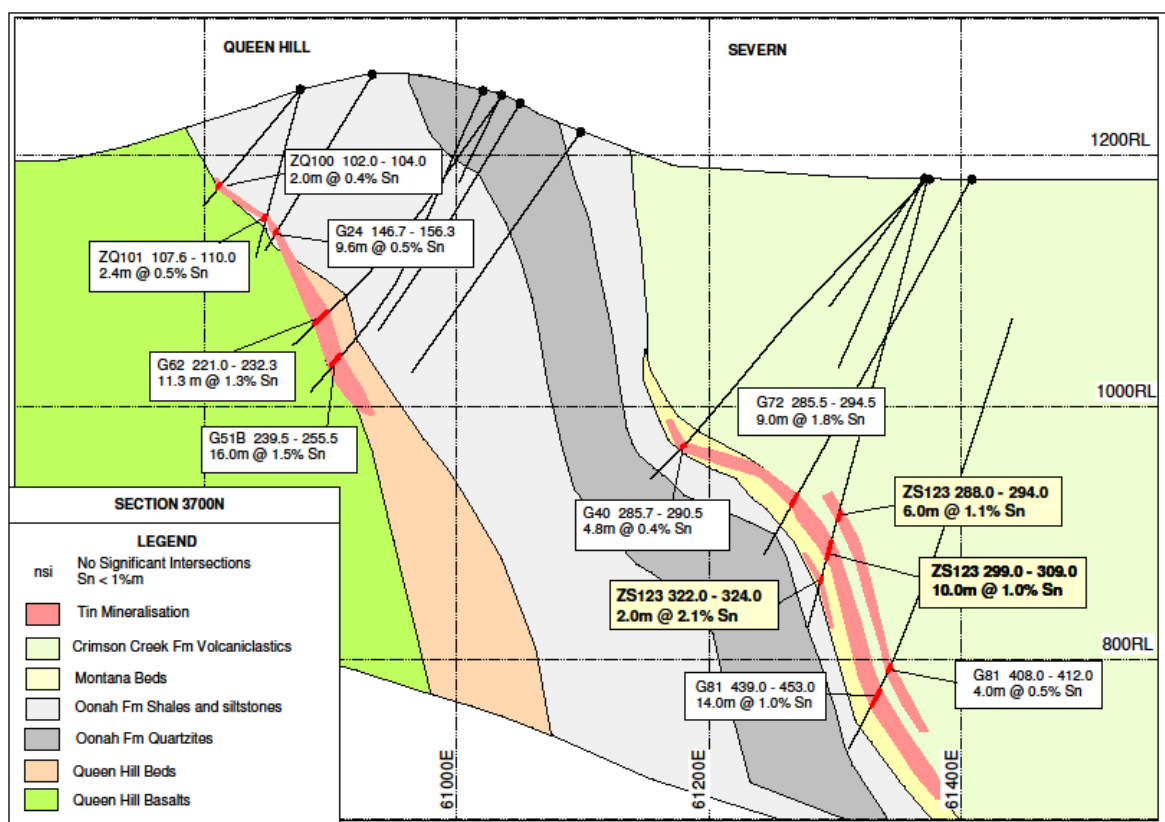 QUEEN HILL
SEVERN
1200RL
ZQ100 102.0 - 104.0
2.0m @ 0.4% Sn
G24 146.7 - 156.3
9.6m @ 0.5% Sn
ZQ101 107.6 - 110.0
2.4m @ 0.5% Sn
G62 221.0 - 232.3
11.3 m @ 1.3% Sn
G51B 239.5 - 255.5
16.0m @ 1.5% Sn
G72 285.5 - 294.5
9.0m @ 1.8% Sn
1000RL
G40 285.7 - 290.5
4.8m @ 0.4% Sn
ZS123 288.0 - 294.0
6.0m @ 1.1% Sn
ZS123 299.0 - 309.0
10.0m @ 1.0% Sn
ZS123 322.0 - 324.0
2.0m @ 2.1% Sn
800RL
G81 439.0 - 453.0
14.0m @ 1.0% Sn
G81 408.0 - 412.0
4.0m @ 0.5% Sn
61000E
61200E
61400E
SECTION 3700N
LEGEND
nsi No Significant Intersections
Sn < 1%m
Tin Mineralisation
Crimson Creek Fm Volcaniclastics
Montana Beds
Oonah Fm Shales and siltstones
Oonah Fm Quartzites
Queen Hill Beds
Queen Hill Basalts